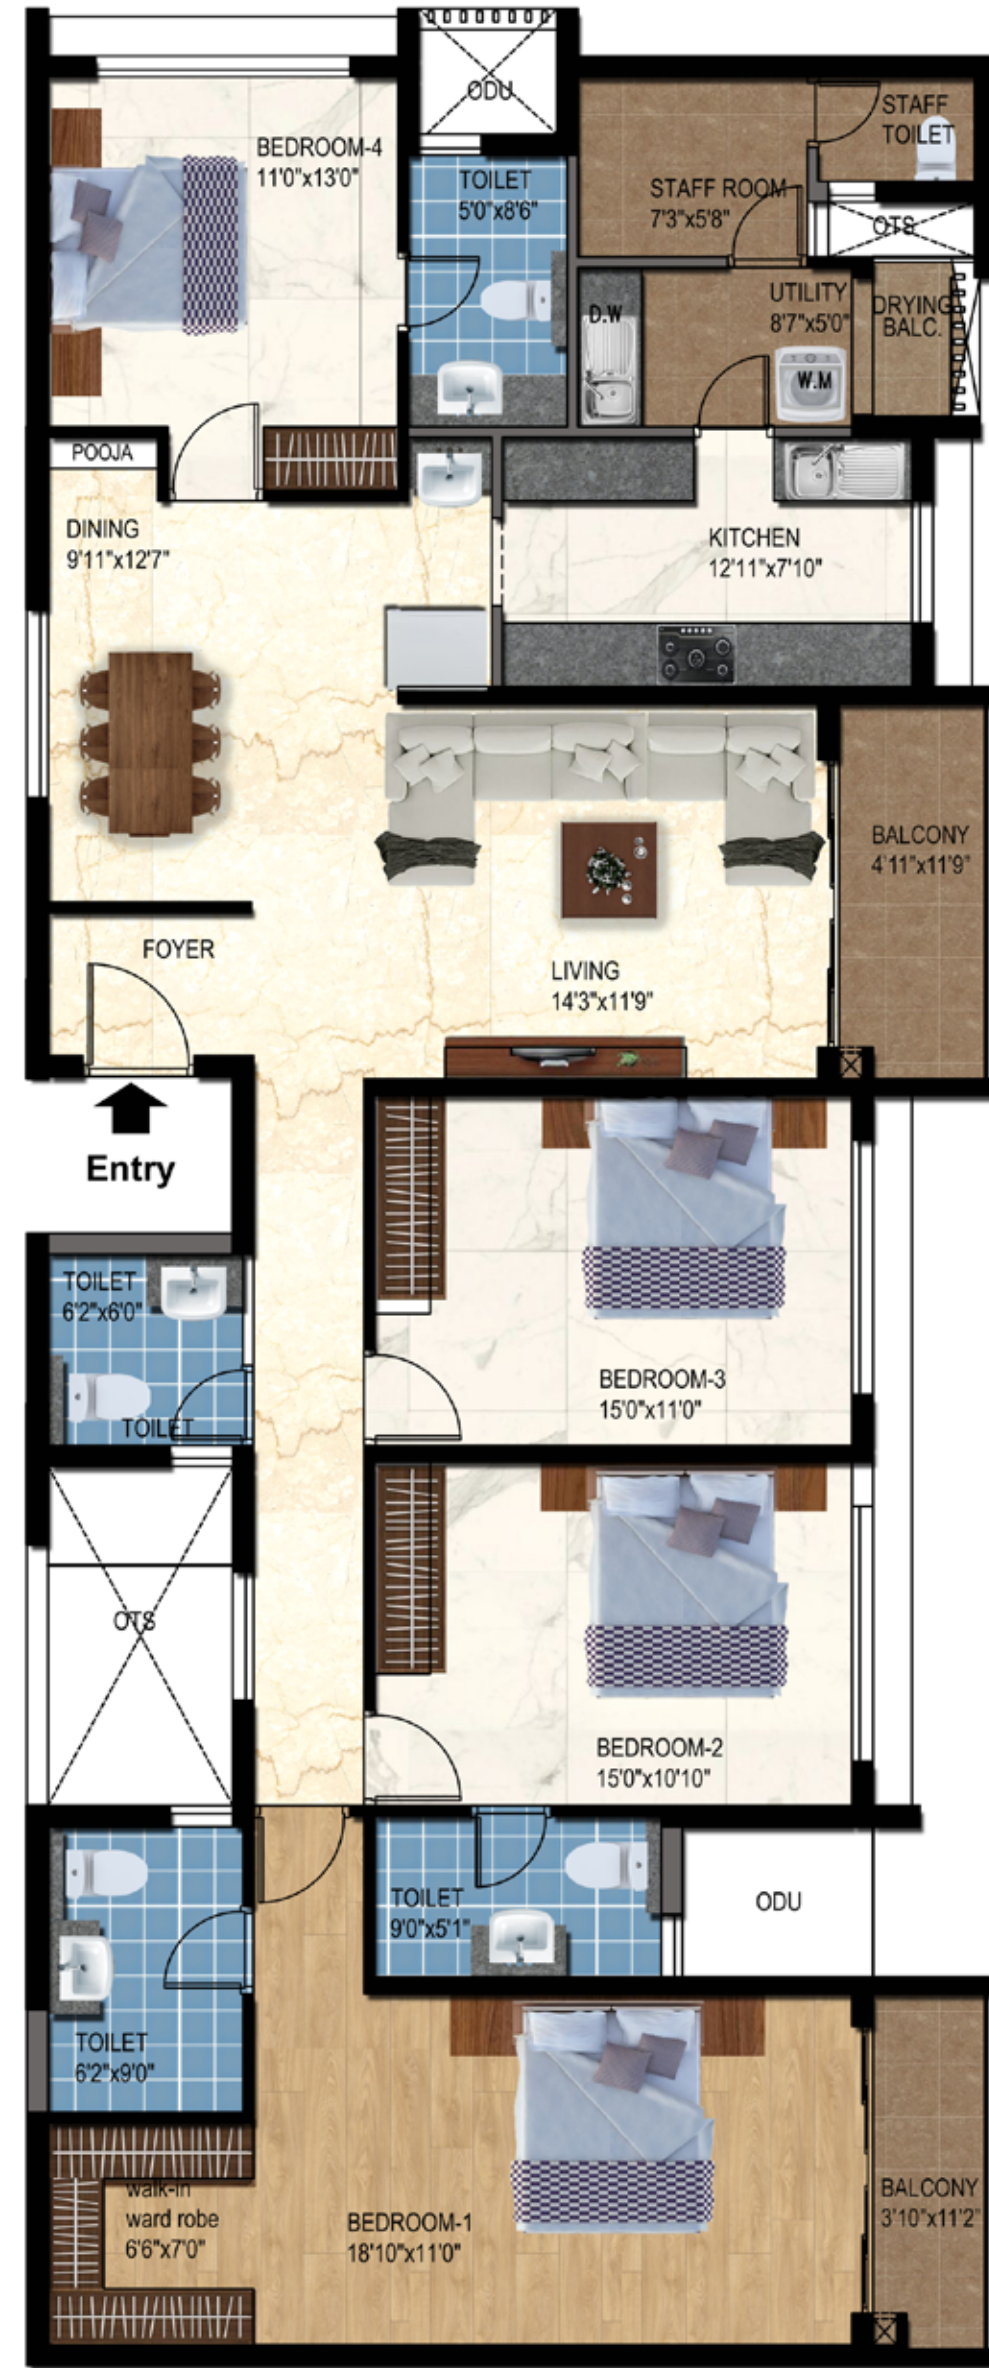 ODU
BEDROOM-4
11'0"x13'0"
TOILET
5'0"x8'6"
STAFF
TOILET
STAFF ROOM
7'3"x5'8"
OTS
UTILITY
8'7"x5'0"
DRYING
BALC.
D.W
W.M
POOJA
DINING
9'11"x12'7"
KITCHEN
12'11"x7'10"
BALCONY
4'11"x11'9"
FOYER
LIVING
14'3"x11'9"
Entry
TOILET
6'2"x6'0"
TOILET
BEDROOM-3
15'0"x11'0"
OTS
BEDROOM-2
15'0"x10'10"
TOILET
9'0"x5'1"
ODU
TOILET
6'2"x9'0"
walk-in
ward robe
6'6"x7'0"
BEDROOM-1
18'10"x11'0"
BALCONY
3'10"x11'2"